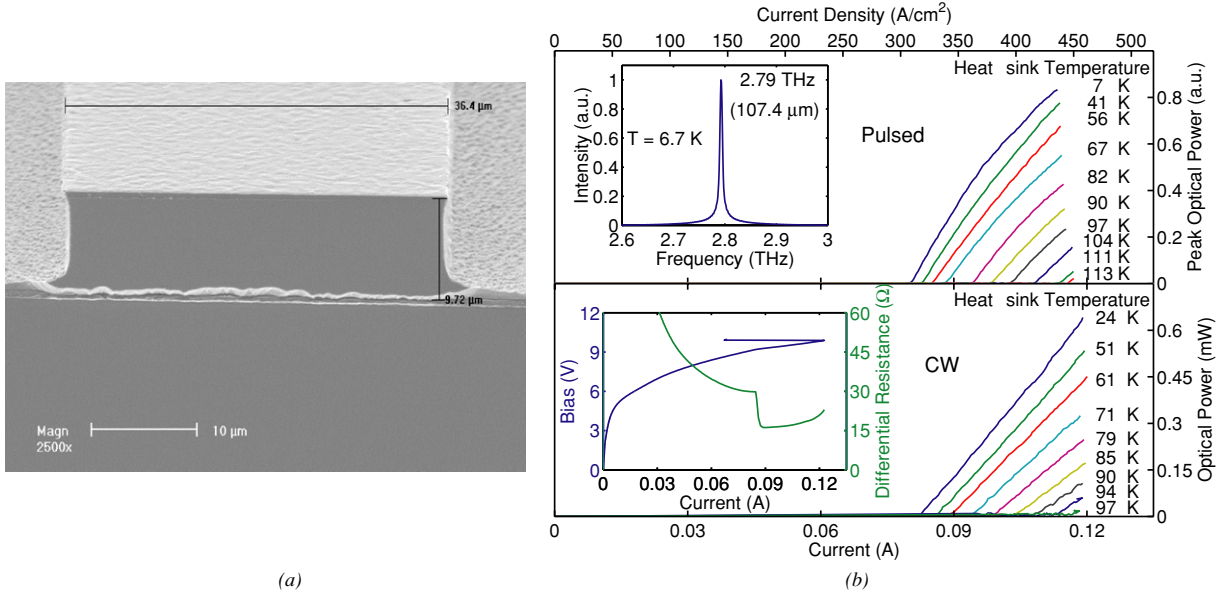 36.4 µm
9.72 µm
Magn
2500x
10 µm
(a)
Current Density (A/cm²)
0 50 100 150 200 250 300 350 400 450 500
Heat sink Temperature
7 K
41 K
56 K
67 K
82 K
90 K
97 K
104 K
111 K
113 K
Pulsed
0.8
0.4
0.2
0
Peak Optical Power (a.u.)
2.79 THz
(107.4 µm)
T = 6.7 K
1
0.8
0.6
0.4
0.2
0
Intensity (a.u.)
2.6 2.7 2.8 2.9 3
Frequency (THz)
Heat sink Temperature
24 K
51 K
61 K
71 K
79 K
85 K
90 K
94 K
97 K
CW
0.6
0.45
0.3
0.15
0
Optical Power (mW)
12
9
6
3
0
Bias (V)
60
45
30
15
0
Differential Resistance (Ω)
0 0.03 0.06 0.09 0.12
Current (A)
0 0.03 0.06 0.09 0.12
Current (A)
(b)